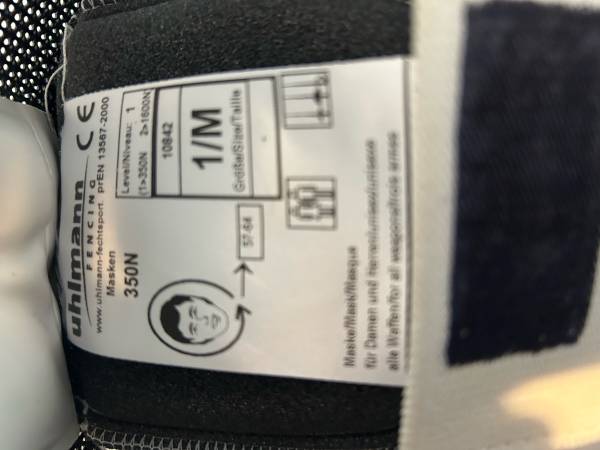 uhlmann
FENCING
CE
www.uhlmann-fechtsport. prEN 13567-2000
Masken
350N
Level/Niveau: 1
(1>350N 2>1600N)
10842
1/M
Größe/Size/Taille
57-64
Maske/Mask/Masque
für Damen und Herren/unisex/unisexe
alle Waffen/for all weapons/trois armes